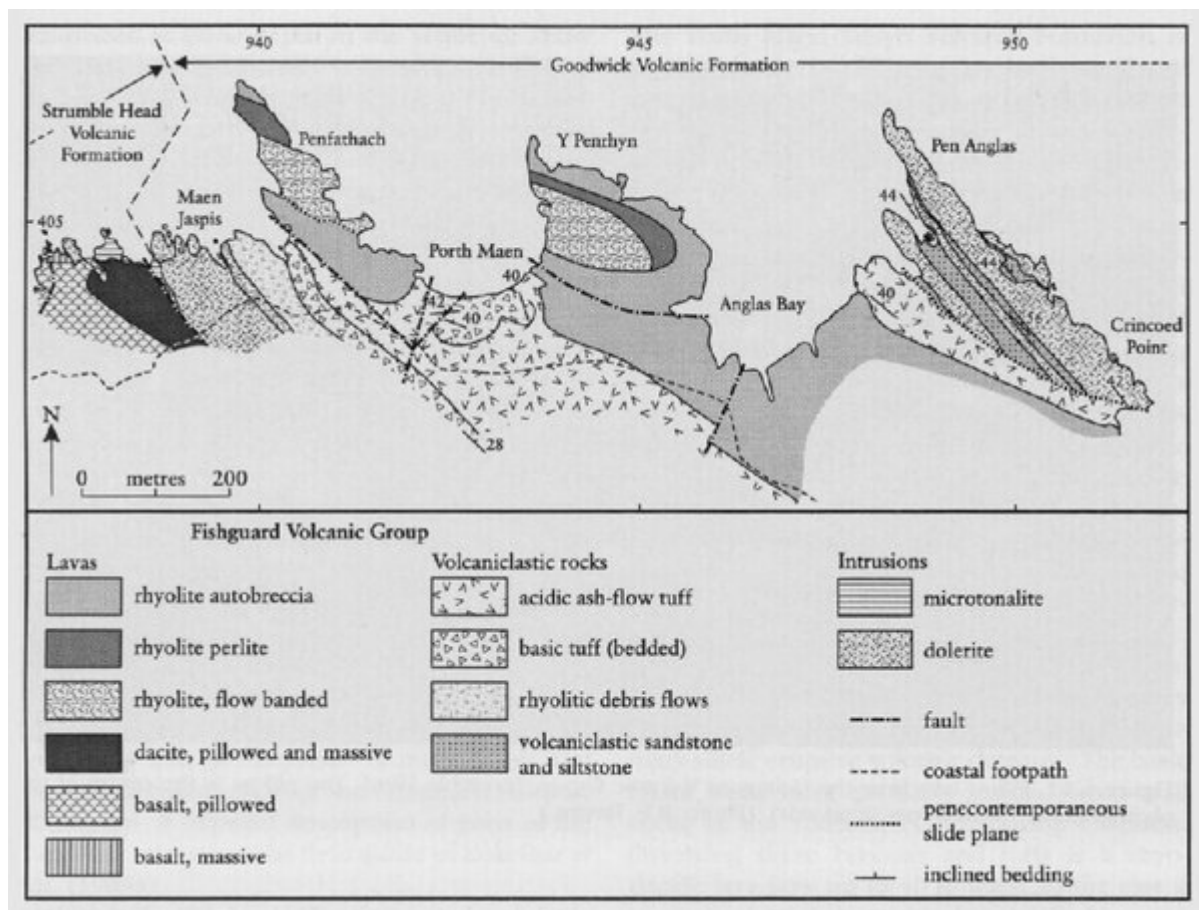 940
945
950
Goodwick Volcanic Formation
Strumble Head
Volcanic
Formation
Penfathach
Y Penrhyn
Pen Anglas
405
Maen
Jaspis
44
Porth Maen
40
44
42
40
Anglas Bay
40
Crincoed
Point
42
N
28
0 metres 200
Fishguard Volcanic Group
Lavas
rhyolite autobreccia
rhyolite perlite
rhyolite, flow banded
dacite, pillowed and massive
basalt, pillowed
basalt, massive
Volcaniclastic rocks
acidic ash-flow tuff
basic tuff (bedded)
rhyolitic debris flows
volcaniclastic sandstone
and siltstone
Intrusions
microtonalite
dolerite
fault
coastal footpath
penecontemporaneous
slide plane
inclined bedding